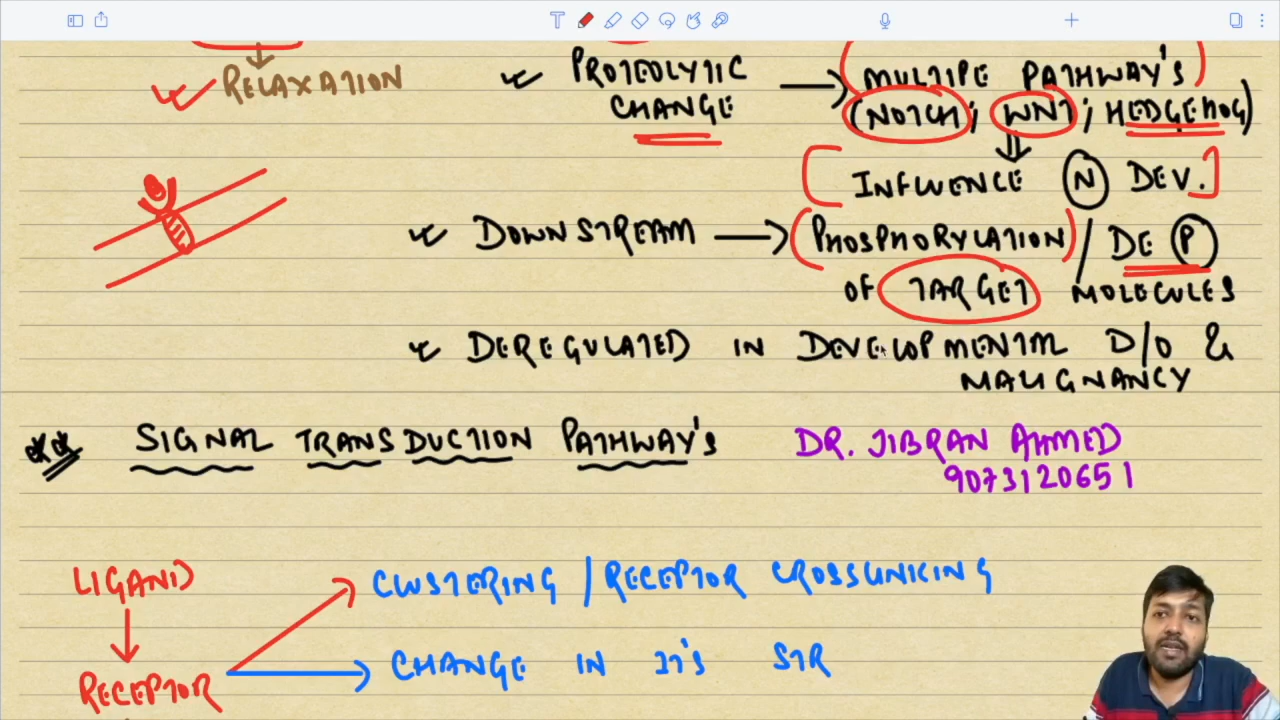 RELAXATION
PROTEOLYTIC → MULTIPE PATHWAY'S
CHANGE (NOTCH; WNT; HEDGEHOG)
INFLUENCE N DEV.
DOWNSTREAM → PHOSPHORYLATION / DE P
OF TARGET MOLECULES
DEREGULATED IN DEVELOPMENTAL D/O &
MALIGNANCY
SIGNAL TRANSDUCTION PATHWAY'S DR. JIBRAN AHMED
9073120651
LIGAND
CLUSTERING / RECEPTOR CROSSLINKING
CHANGE IN IT'S STR
RECEPTOR